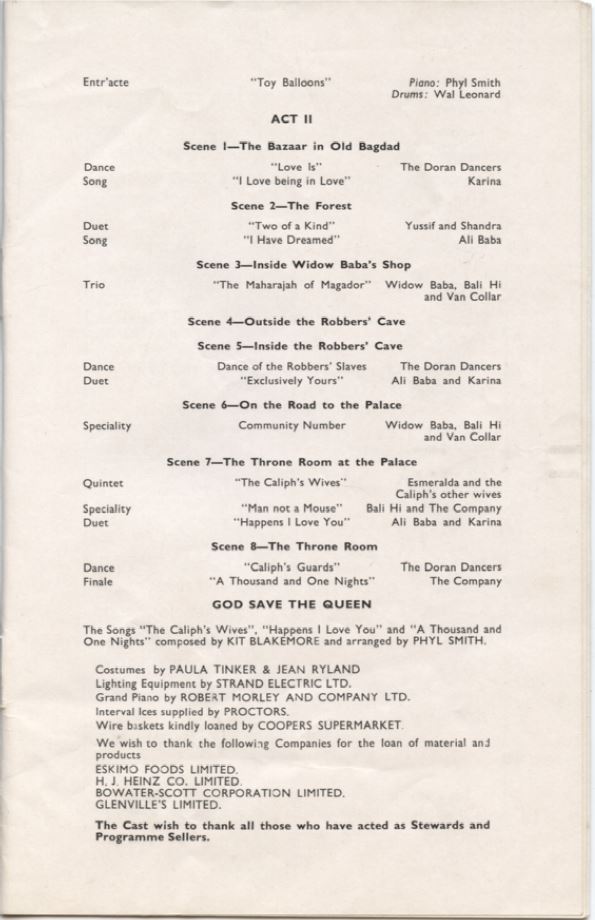 Entr'acte "Toy Balloons" Piano: Phyl Smith
Drums: Wal Leonard
ACT II
Scene 1—The Bazaar in Old Bagdad
Dance "Love Is" The Doran Dancers
Song "I Love being in Love" Karina
Scene 2—The Forest
Duet "Two of a Kind" Yussif and Shandra
Song "I Have Dreamed" Ali Baba
Scene 3—Inside Widow Baba's Shop
Trio "The Maharajah of Magador" Widow Baba, Bali Hi
and Van Collar
Scene 4—Outside the Robbers' Cave
Scene 5—Inside the Robbers' Cave
Dance Dance of the Robbers' Slaves The Doran Dancers
Duet "Exclusively Yours" Ali Baba and Karina
Scene 6—On the Road to the Palace
Speciality Community Number Widow Baba, Bali Hi
and Van Collar
Scene 7—The Throne Room at the Palace
Quintet "The Caliph's Wives" Esmeralda and the
Caliph's other wives
Speciality "Man not a Mouse" Bali Hi and The Company
Duet "Happens I Love You" Ali Baba and Karina
Scene 8—The Throne Room
Dance "Caliph's Guards" The Doran Dancers
Finale "A Thousand and One Nights" The Company
GOD SAVE THE QUEEN
The Songs "The Caliph's Wives", "Happens I Love You" and "A Thousand and
One Nights" composed by KIT BLAKEMORE and arranged by PHYL SMITH.
Costumes by PAULA TINKER & JEAN RYLAND
Lighting Equipment by STRAND ELECTRIC LTD.
Grand Piano by ROBERT MORLEY AND COMPANY LTD.
Interval Ices supplied by PROCTORS.
Wire baskets kindly loaned by COOPERS SUPERMARKET.
We wish to thank the following Companies for the loan of material and
products
ESKIMO FOODS LIMITED.
H. J. HEINZ CO. LIMITED.
BOWATER-SCOTT CORPORATION LIMITED.
GLENVILLE'S LIMITED.
The Cast wish to thank all those who have acted as Stewards and
Programme Sellers.